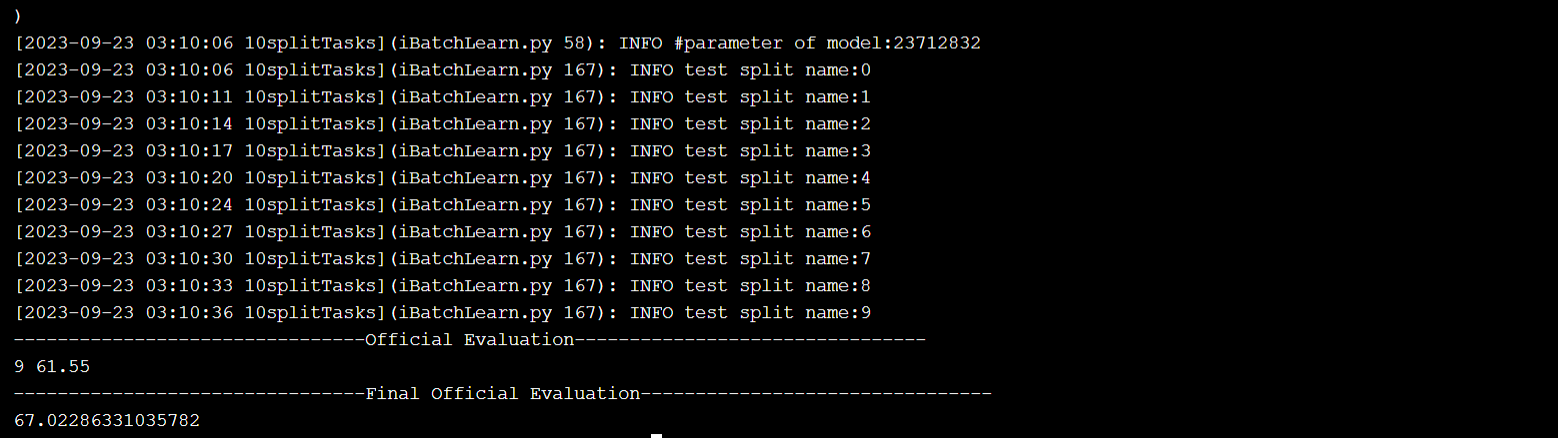 )
[2023-09-23 03:10:06 10splitTasks](iBatchLearn.py 58): INFO #parameter of model:23712832
[2023-09-23 03:10:06 10splitTasks](iBatchLearn.py 167): INFO test split name:0
[2023-09-23 03:10:11 10splitTasks](iBatchLearn.py 167): INFO test split name:1
[2023-09-23 03:10:14 10splitTasks](iBatchLearn.py 167): INFO test split name:2
[2023-09-23 03:10:17 10splitTasks](iBatchLearn.py 167): INFO test split name:3
[2023-09-23 03:10:20 10splitTasks](iBatchLearn.py 167): INFO test split name:4
[2023-09-23 03:10:24 10splitTasks](iBatchLearn.py 167): INFO test split name:5
[2023-09-23 03:10:27 10splitTasks](iBatchLearn.py 167): INFO test split name:6
[2023-09-23 03:10:30 10splitTasks](iBatchLearn.py 167): INFO test split name:7
[2023-09-23 03:10:33 10splitTasks](iBatchLearn.py 167): INFO test split name:8
[2023-09-23 03:10:36 10splitTasks](iBatchLearn.py 167): INFO test split name:9
--------------------------------Official Evaluation--------------------------------
9 61.55
--------------------------------Final Official Evaluation--------------------------------
67.02286331035782